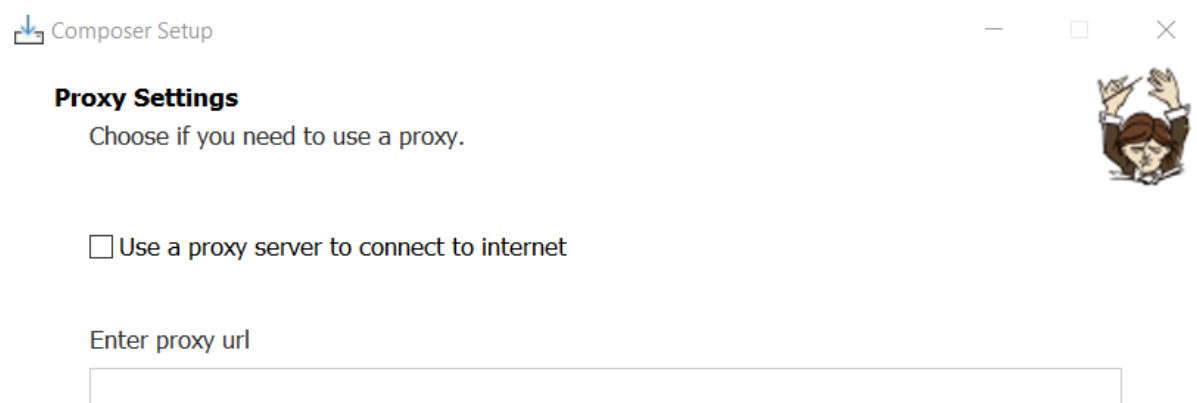 Composer Setup
Proxy Settings
Choose if you need to use a proxy.
Use a proxy server to connect to internet
Enter proxy url